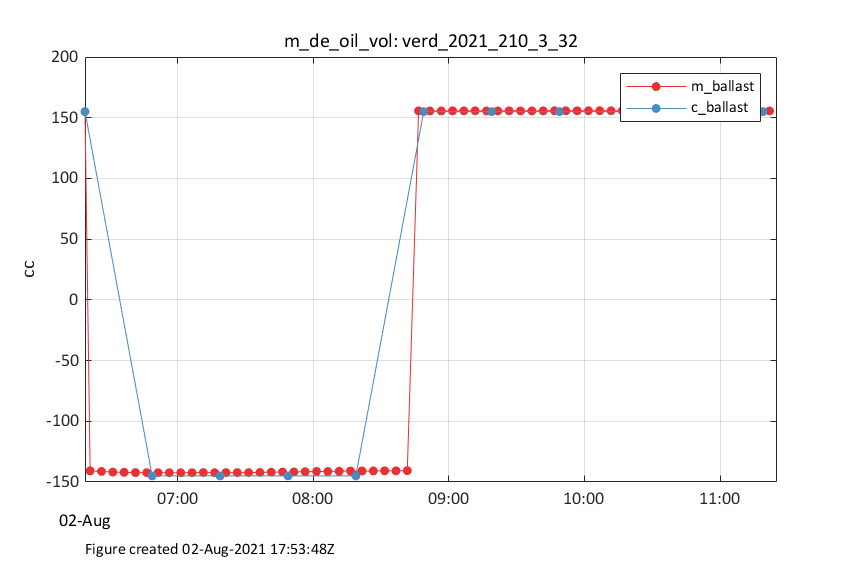 m_de_oil_vol: verd_2021_210_3_32
200
150
100
50
0
-50
-100
-150
cc
m_ballast
c_ballast
07:00 08:00 09:00 10:00 11:00
02-Aug
Figure created 02-Aug-2021 17:53:48Z